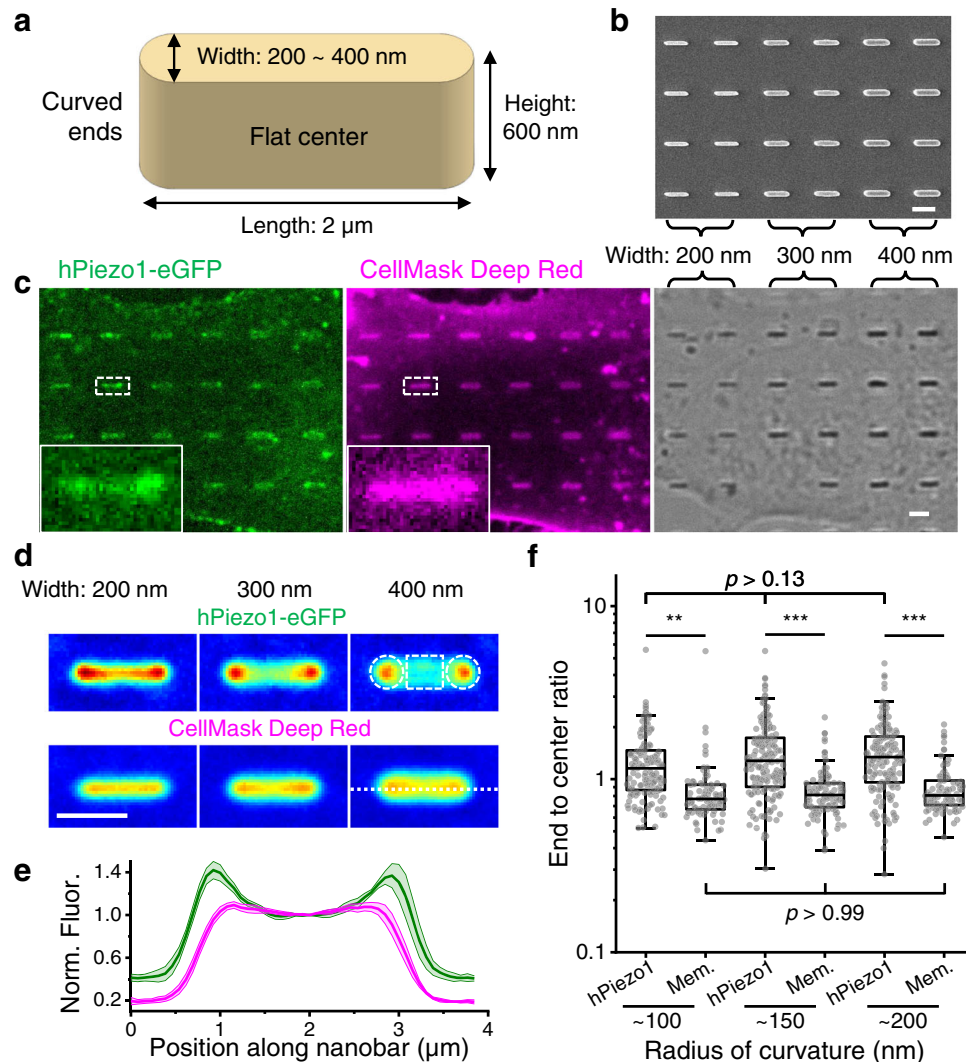 a
Width: 200 ~ 400 nm
Curved
ends
Flat center
Height:
600 nm
Length: 2 μm
b
Width: 200 nm 300 nm 400 nm
c
hPiezo1-eGFP
CellMask Deep Red
d
Width: 200 nm 300 nm 400 nm
hPiezo1-eGFP
CellMask Deep Red
e
Norm. Fluor.
1.4
1.0
0.6
0.2
0 1 2 3 4
Position along nanobar (μm)
f
End to center ratio
10
1
0.1
p > 0.13
** *** ***
p > 0.99
hPiezo1 Mem. hPiezo1 Mem. hPiezo1 Mem.
~100 ~150 ~200
Radius of curvature (nm)